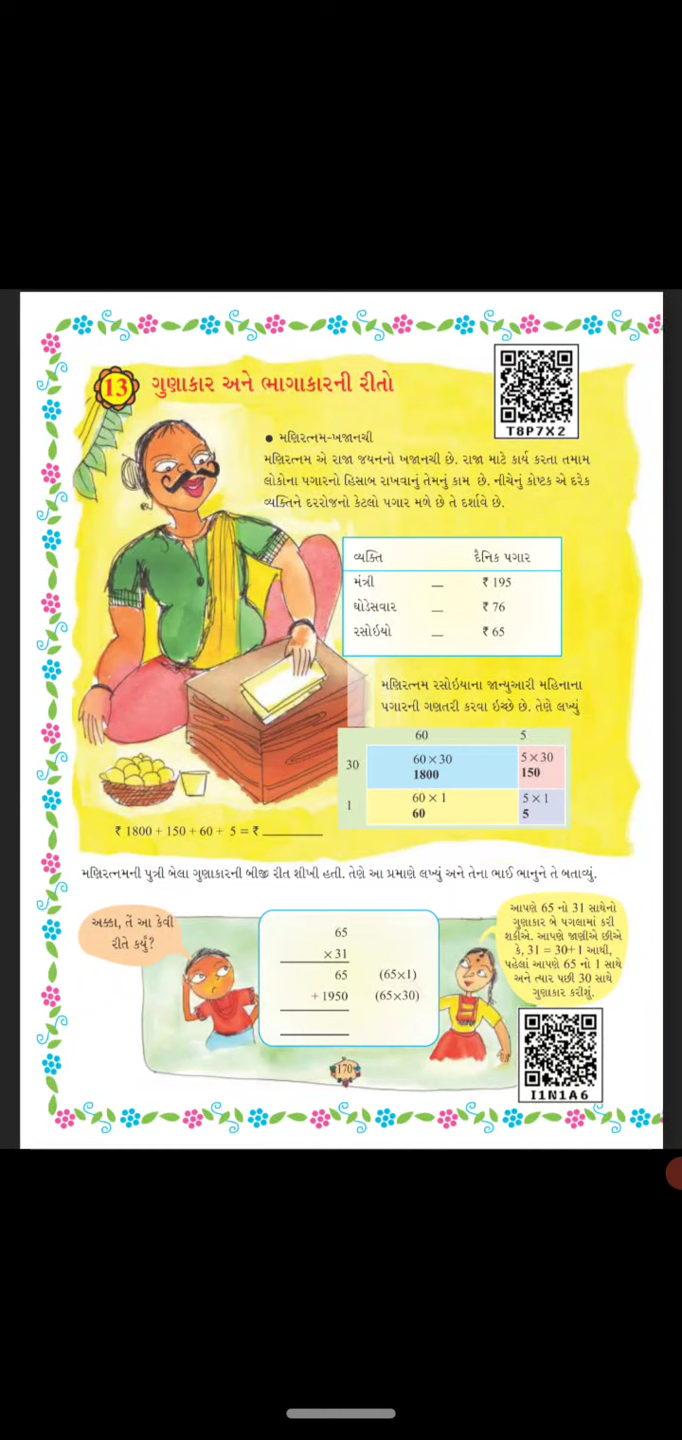 13 ગુણાકાર અને ભાગાકારની રીતો
T8P7X2
● મણિરત્નમ-ખજાનચી
મણિરત્નમ એ રાજા જયનનો ખજાનચી છે. રાજા માટે કાર્ય કરતા તમામ
લોકોના પગારનો હિસાબ રાખવાનું તેમનું કામ છે. નીચેનું કોષ્ટક એ દરેક
વ્યક્તિને દરરોજનો કેટલો પગાર મળે છે તે દર્શાવે છે.
વ્યક્તિ દૈનિક પગાર
મંત્રી — ₹ 195
ઘોડેસવાર — ₹ 76
રસોઇયો — ₹ 65
મણિરત્નમ રસોઇયાના જાન્યુઆરી મહિનાના
પગારની ગણતરી કરવા ઇચ્છે છે. તેણે લખ્યું
60 5
30 60 × 30 5 × 30
1800 150
1 60 × 1 5 × 1
60 5
₹ 1800 + 150 + 60 + 5 = ₹ ________
મણિરત્નમની પુત્રી બેલા ગુણાકારની બીજી રીત શીખી હતી. તેણે આ પ્રમાણે લખ્યું અને તેના ભાઈ ભાનુને તે બતાવ્યું.
અક્કા, તેં આ કેવી
રીતે કર્યું?
65
×31
65 (65×1)
+ 1950 (65×30)
આપણે 65 નો 31 સાથેનો
ગુણાકાર બે પગલામાં કરી
શકીએ. આપણે જાણીએ છીએ
કે, 31 = 30+1 આથી,
પહેલાં આપણે 65 નો 1 સાથે
અને ત્યાર પછી 30 સાથે
ગુણાકાર કરીશું.
170
I1N1A6